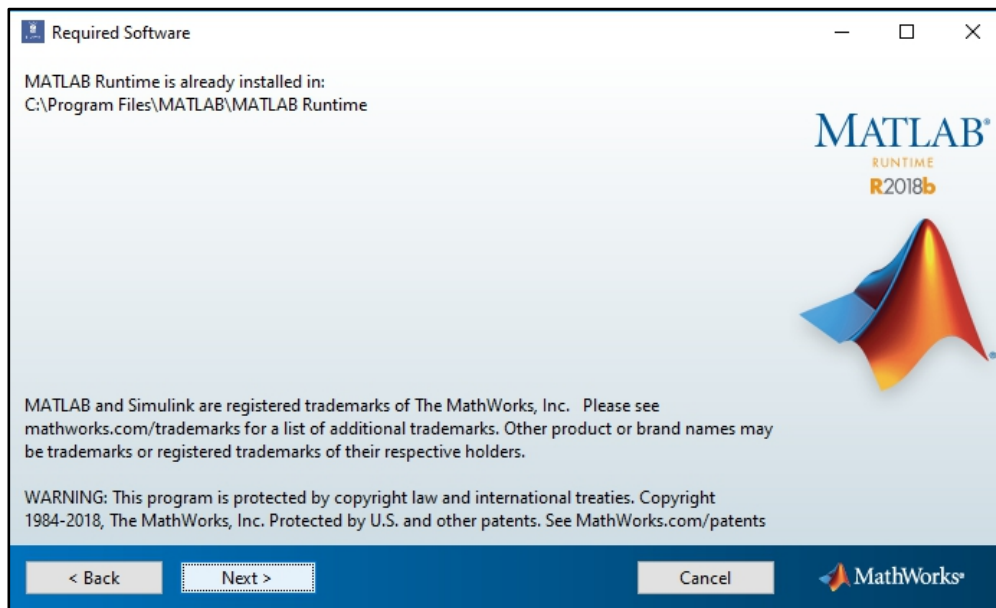 Required Software
MATLAB Runtime is already installed in:
C:\Program Files\MATLAB\MATLAB Runtime
MATLAB®
RUNTIME
R2018b
®
MATLAB and Simulink are registered trademarks of The MathWorks, Inc.   Please see
mathworks.com/trademarks for a list of additional trademarks. Other product or brand names may
be trademarks or registered trademarks of their respective holders.
WARNING: This program is protected by copyright law and international treaties. Copyright
1984-2018, The MathWorks, Inc. Protected by U.S. and other patents. See MathWorks.com/patents
< Back
Next >
Cancel
MathWorks®